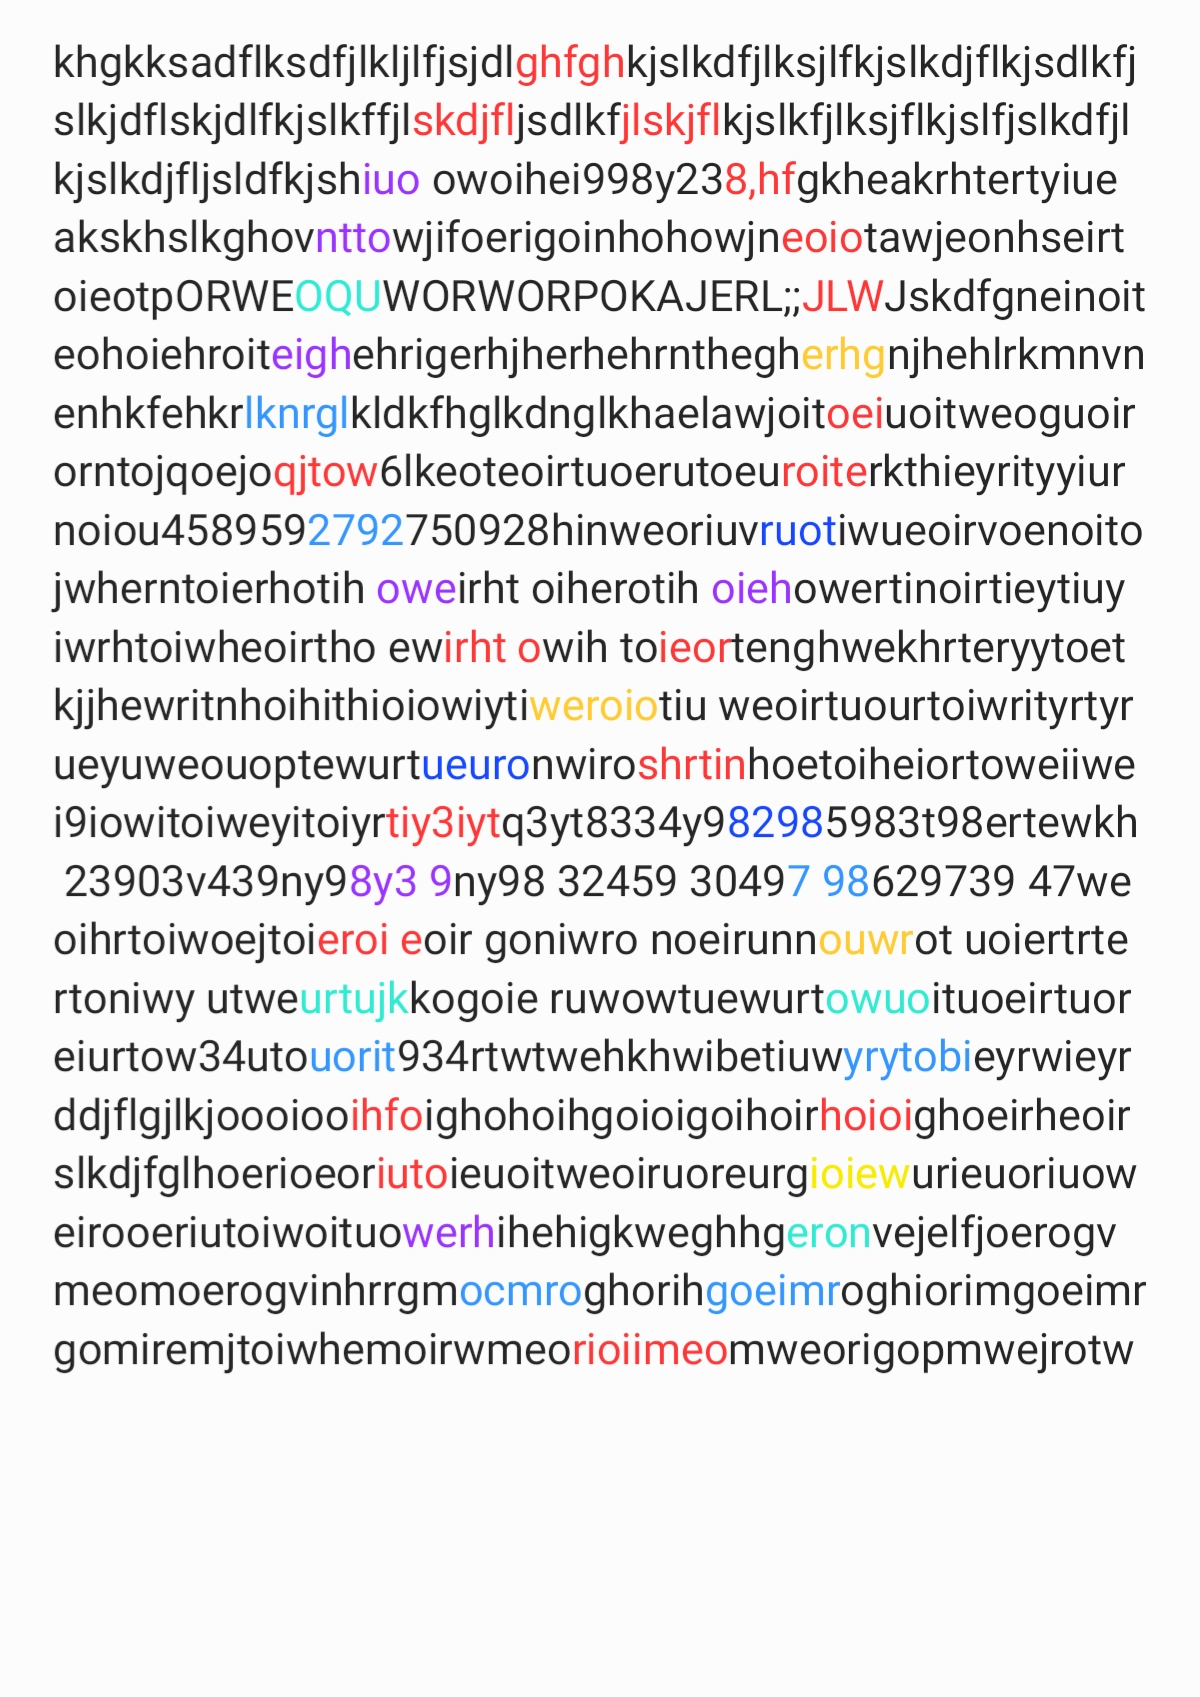 khgkksadflksdfjlkljlfjsjdlghfghkjslkdfjlksjlfkjslkdjflkjsdlkfj
slkjdflskjdlfkjslkffjlskdjfljsdlkfjlskjflkjslkfjlksjflkjslfjslkdfjl
kjslkdjfljsldfkjshiuo owoihei998y238,hfgkheakrhtertyiue
akskhslkghovnttowjifoerigoinhohowjneoiotawjeonhseirt
oieotpORWEOQUWORWORPOKAJERL;;JLWJskdfgneinoit
eohoiehroiteighehrigerhjherhehrnthegherhgnjhehlrkmnvn
enhkfehkrlknrglkldkfhglkdnglkhaelawjoitoeiuoitweoguoir
orntojqoejoqjtow6lkeoteoirtuoerutoeuroiterkthieyrityyiur
noiou4589592792750928hinweoriuvruotiwueoirvoenoito
jwherntoierhotih oweirht oiherotih oiehowertinoirtieytiuy
iwrhtoiwheoirtho ewirht owih toieortenghwekhrteryytoet
kjjhewritnhoihithioiowiytiweroiotiu weoirtuourtoiwrityrtyr
ueyuweouoptewurtueuronwiroshrtinhoetoiheiortoweiiwe
i9iowitoiweyitoiyrtiy3iytq3yt8334y9829859​83t98ertewkh
23903v439ny98y3 9ny98 32459 30497 98629739 47we
oihrtoiwoejtoieroi eoir goniwro noeirunnouwrot uoiertrte
rtoniwy utweurtujkkogoie ruwowtuewurtowuoituoeirtuor
eiurtow34utouorit934rtwtwehkhwibetiuwyrytobieyrwieyr
ddjflgjlkjoooiooihfoighohoihgoioigoihoirhoioighoeirheoir
slkdjfglhoerioeoriutoieuoitweoiruoreurgioiewurieuoriuow
eirooeriutoiwoituowerhihehigkweghhgeronvejelfjoerogv
meomoerogvinhrrgmocmroghorihgoeimroghiorimgoeimr
gomiremjtoiwhemoirwmeorioiimeomweorigopmwejrotw